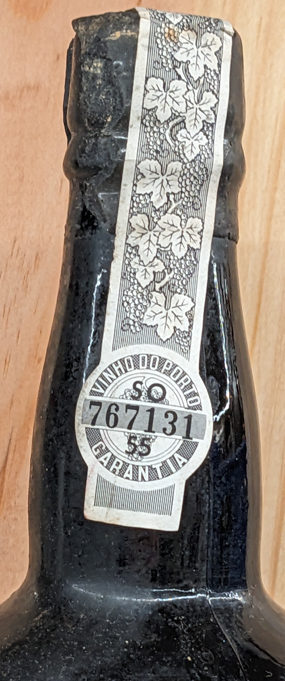 VINHO DO PORTO
SO
767131
55
GARANTIA